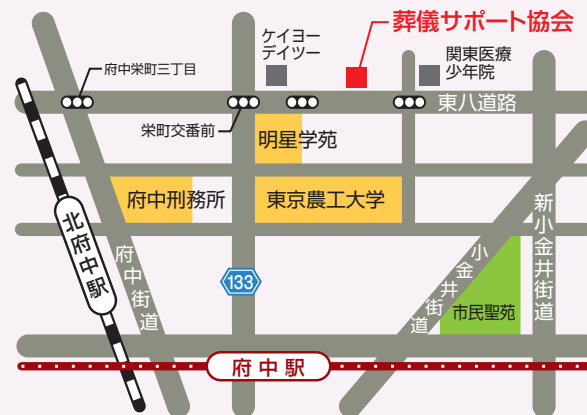 葬儀サポート協会
ケイヨー
デイツー
関東医療
少年院
府中栄町三丁目
東八道路
栄町交番前
明星学苑
府中刑務所
東京農工大学
北府中駅
府中街道
133
小金井街道
新小金井街道
市民聖苑
府中駅